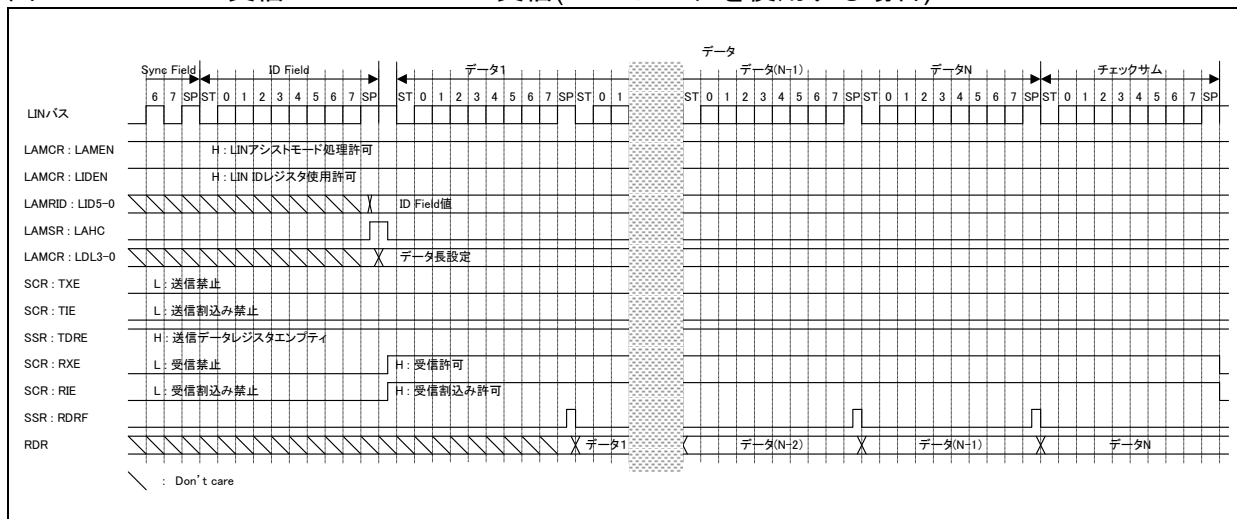 データ
Sync Field ID Field データ1 データ(N-1) データN チェックサム
6 7 SP ST 0 1 2 3 4 5 6 7 SP ST 0 1 2 3 4 5 6 7 SP ST 0 1 ST 0 1 2 3 4 5 6 7 SP ST 0 1 2 3 4 5 6 7 SP ST 0 1 2 3 4 5 6 7 SP
LINバス
LAMCR : LAMEN H : LINアシストモード処理許可
LAMCR : LIDEN H : LIN IDレジスタ使用許可
LAMRID : LID5-0 ID Field値
LAMSR : LAHC
LAMCR : LDL3-0 データ長設定
SCR : TXE L : 送信禁止
SCR : TIE L : 送信割込み禁止
SSR : TDRE H : 送信データレジスタエンプティ
SCR : RXE L : 受信禁止 H : 受信許可
SCR : RIE L : 受信割込み禁止 H : 受信割込み許可
SSR : RDRF
RDR データ1 データ(N-2) データ(N-1) データN
: Don't care